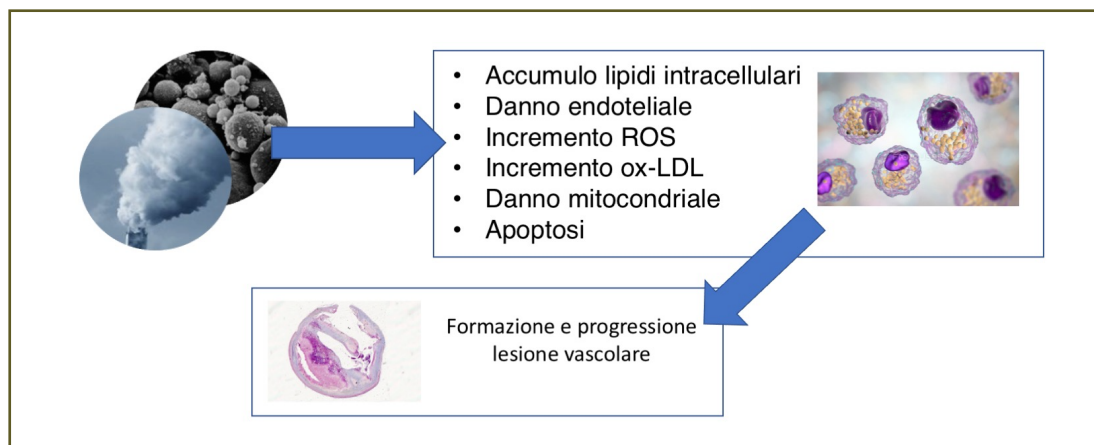 • Accumulo lipidi intracellulari
• Danno endoteliale
• Incremento ROS
• Incremento ox-LDL
• Danno mitocondriale
• Apoptosi
Formazione e progressione
lesione vascolare